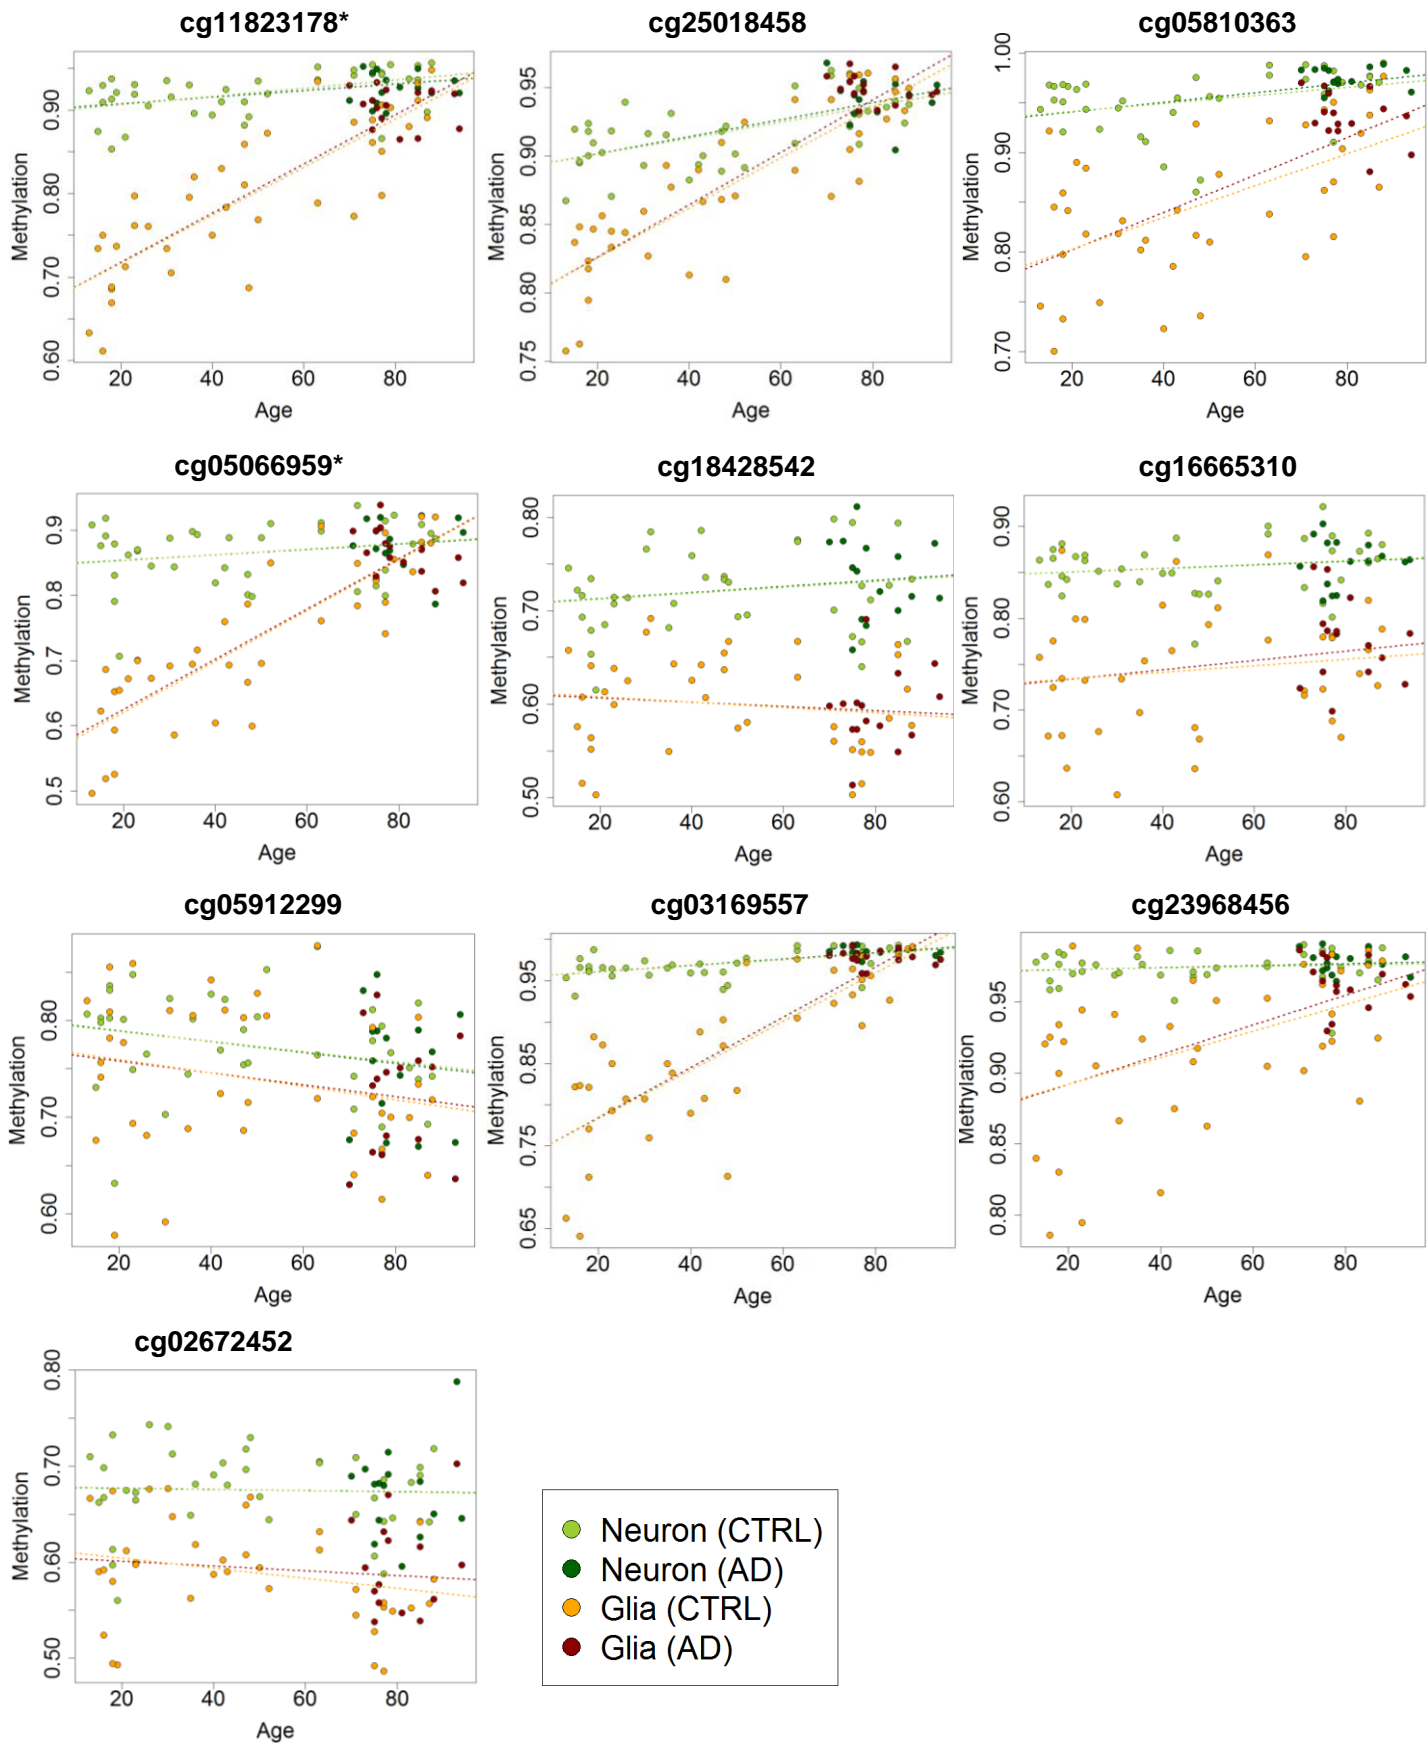 cg11823178*
cg25018458
cg05810363
Methylation
0.60 0.70 0.80 0.90
20 40 60 80
Age
Methylation
0.75 0.80 0.85 0.90 0.95
20 40 60 80
Age
Methylation
0.70 0.80 0.90 1.00
20 40 60 80
Age
cg05066959*
cg18428542
cg16665310
Methylation
0.5 0.6 0.7 0.8 0.9
20 40 60 80
Age
Methylation
0.50 0.60 0.70 0.80
20 40 60 80
Age
Methylation
0.60 0.70 0.80 0.90
20 40 60 80
Age
cg05912299
cg03169557
cg23968456
Methylation
0.60 0.70 0.80
20 40 60 80
Age
Methylation
0.65 0.75 0.85 0.95
20 40 60 80
Age
Methylation
0.80 0.85 0.90 0.95
20 40 60 80
Age
cg02672452
Methylation
0.50 0.60 0.70 0.80
20 40 60 80
Age
Neuron (CTRL)
Neuron (AD)
Glia (CTRL)
Glia (AD)